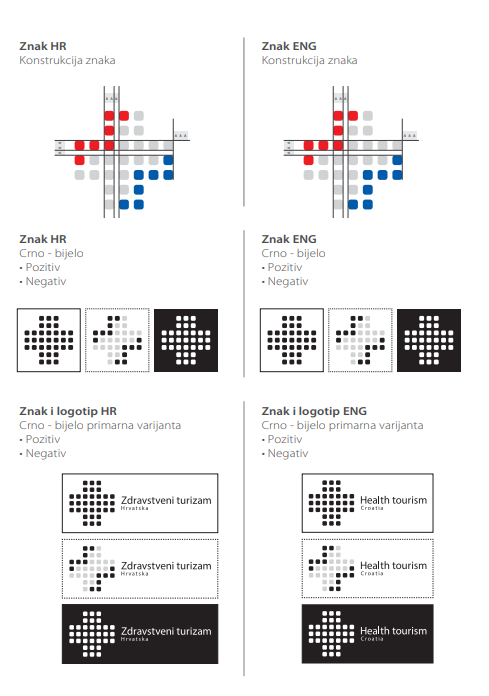 Znak HR
Konstrukcija znaka
A A A
A A A
A A A
Znak ENG
Konstrukcija znaka
A A A
A A A
A A A
Znak HR
Crno - bijelo
• Pozitiv
• Negativ
Znak ENG
Crno - bijelo
• Pozitiv
• Negativ
Znak i logotip HR
Crno - bijelo primarna varijanta
• Pozitiv
• Negativ
Zdravstveni turizam
Hrvatska
Zdravstveni turizam
Hrvatska
Zdravstveni turizam
Hrvatska
Znak i logotip ENG
Crno - bijelo primarna varijanta
• Pozitiv
• Negativ
Health tourism
Croatia
Health tourism
Croatia
Health tourism
Croatia